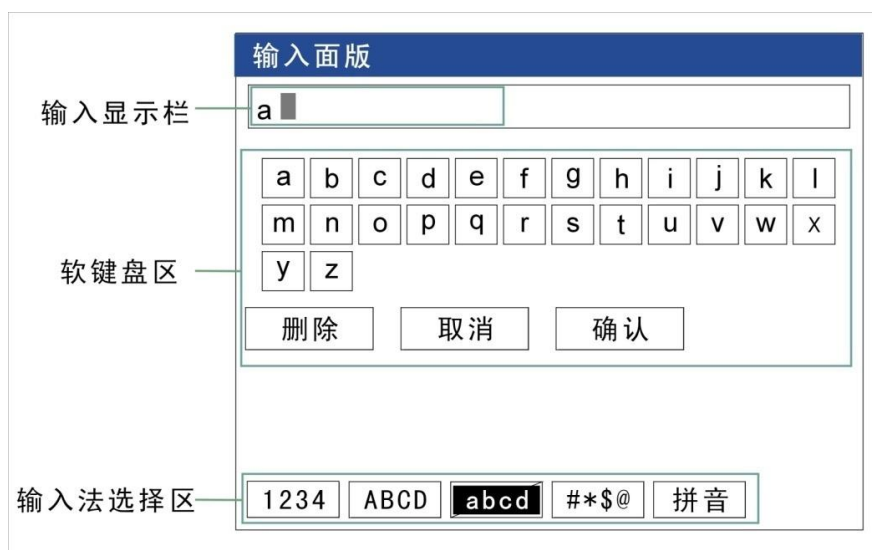 输入面版
输入显示栏
a
a b c d e f g h i j k l
m n o p q r s t u v w x
软键盘区
y z
删除 取消 确认
输入法选择区
1234 ABCD abcd #*$@ 拼音